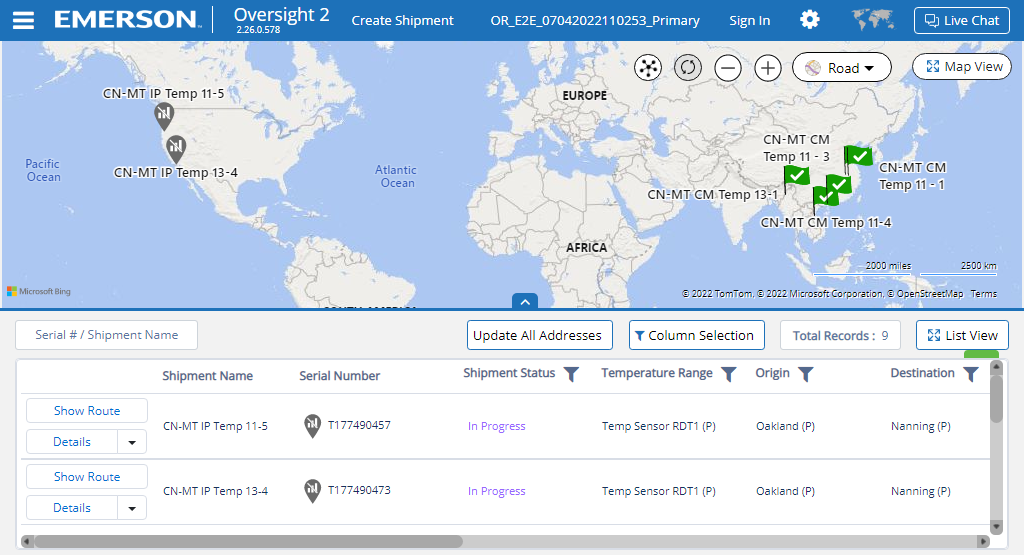 EMERSON.
Oversight 2
2.26.0.578
Create Shipment
OR_E2E_07042022110253_Primary
Sign In
Live Chat
Road
Map View
CN-MT IP Temp 11-5
CN-MT IP Temp 13-4
Pacific
Ocean
Atlantic
Ocean
EUROPE
AFRICA
CN-MT CM
Temp 11 - 3
CN-MT CM
Temp 11 - 1
CN-MT CM Temp 13-1
CN-MT CM Temp 11-4
2000 miles
2500 km
Microsoft Bing
© 2022 TomTom, © 2022 Microsoft Corporation, © OpenStreetMap Terms
Serial # / Shipment Name
Update All Addresses
Column Selection
Total Records : 9
List View
Shipment Name
Serial Number
Shipment Status
Temperature Range
Origin
Destination
Show Route
Details
CN-MT IP Temp 11-5
T177490457
In Progress
Temp Sensor RDT1 (P)
Oakland (P)
Nanning (P)
Show Route
Details
CN-MT IP Temp 13-4
T177490473
In Progress
Temp Sensor RDT1 (P)
Oakland (P)
Nanning (P)